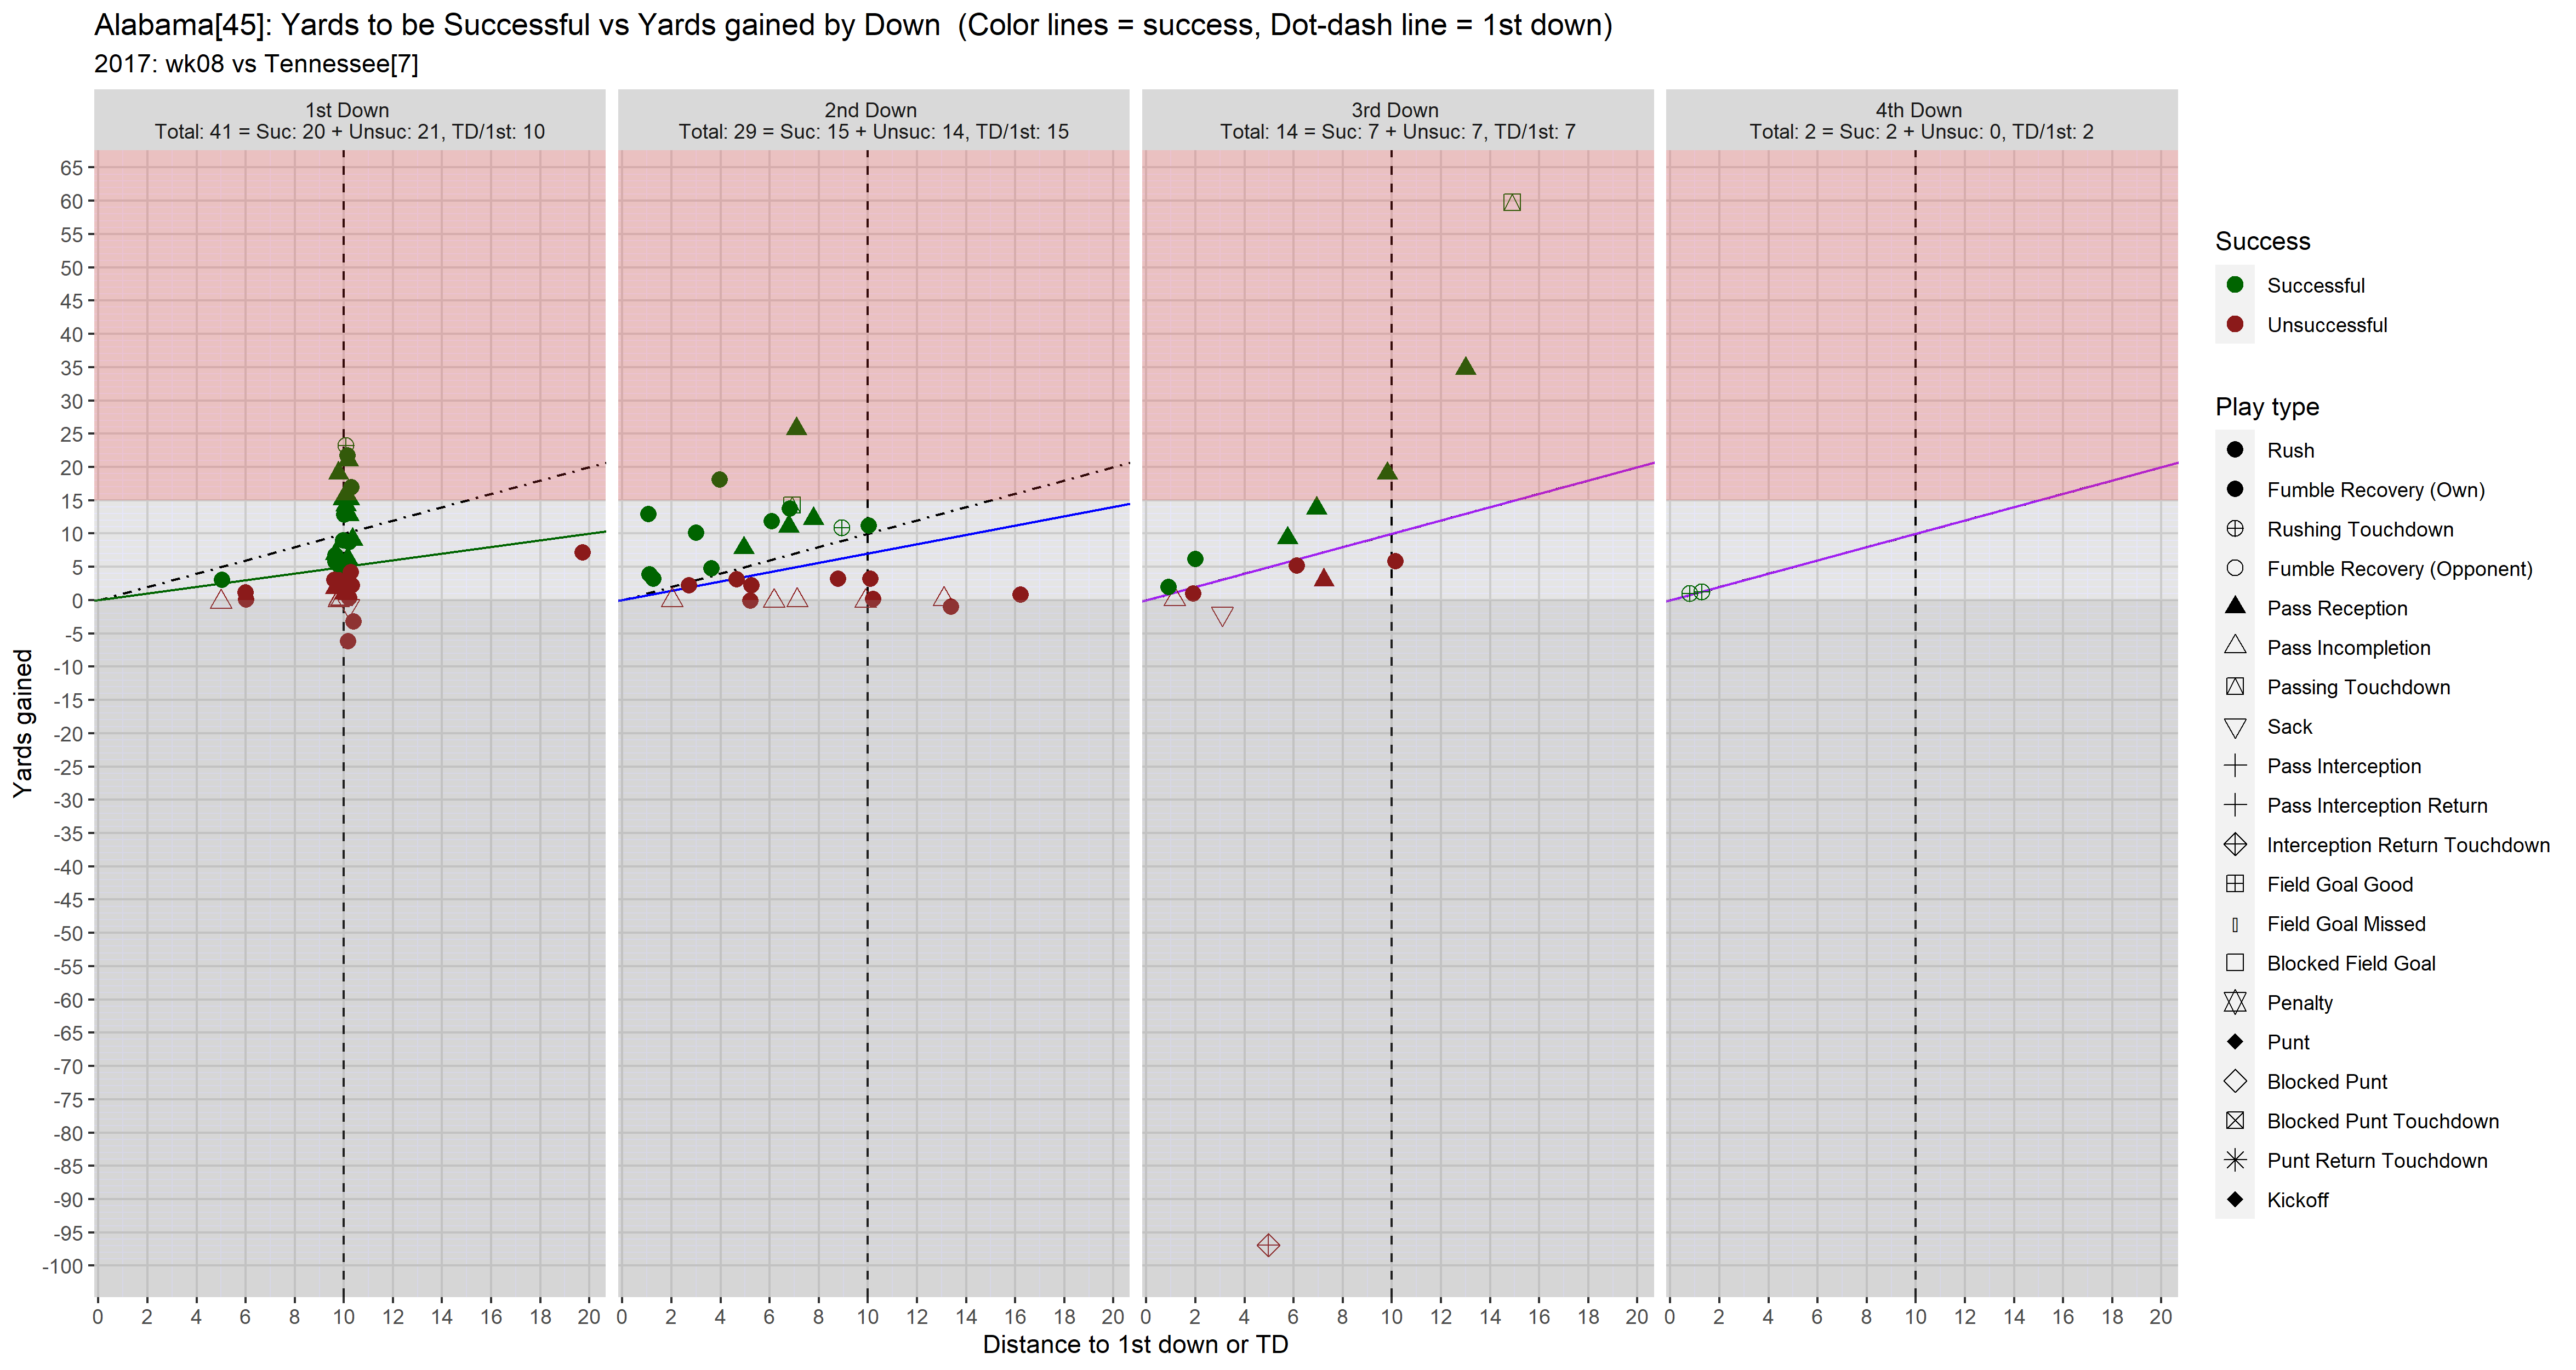 Alabama[45]: Yards to be Successful vs Yards gained by Down  (Color lines = success, Dot-dash line = 1st down)
2017: wk08 vs Tennessee[7]
1st Down
Total: 41 = Suc: 20 + Unsuc: 21, TD/1st: 10
2nd Down
Total: 29 = Suc: 15 + Unsuc: 14, TD/1st: 15
3rd Down
Total: 14 = Suc: 7 + Unsuc: 7, TD/1st: 7
4th Down
Total: 2 = Suc: 2 + Unsuc: 0, TD/1st: 2
Yards gained
65
60
55
50
45
40
35
30
25
20
15
10
5
0
-5
-10
-15
-20
-25
-30
-35
-40
-45
-50
-55
-60
-65
-70
-75
-80
-85
-90
-95
-100
0 2 4 6 8 10 12 14 16 18 20
0 2 4 6 8 10 12 14 16 18 20
0 2 4 6 8 10 12 14 16 18 20
0 2 4 6 8 10 12 14 16 18 20
Distance to 1st down or TD
Success
Successful
Unsuccessful
Play type
Rush
Fumble Recovery (Own)
Rushing Touchdown
Fumble Recovery (Opponent)
Pass Reception
Pass Incompletion
Passing Touchdown
Sack
Pass Interception
Pass Interception Return
Interception Return Touchdown
Field Goal Good
Field Goal Missed
Blocked Field Goal
Penalty
Punt
Blocked Punt
Blocked Punt Touchdown
Punt Return Touchdown
Kickoff